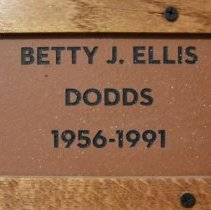 BETTY J. ELLIS
DODDS
1956-1991